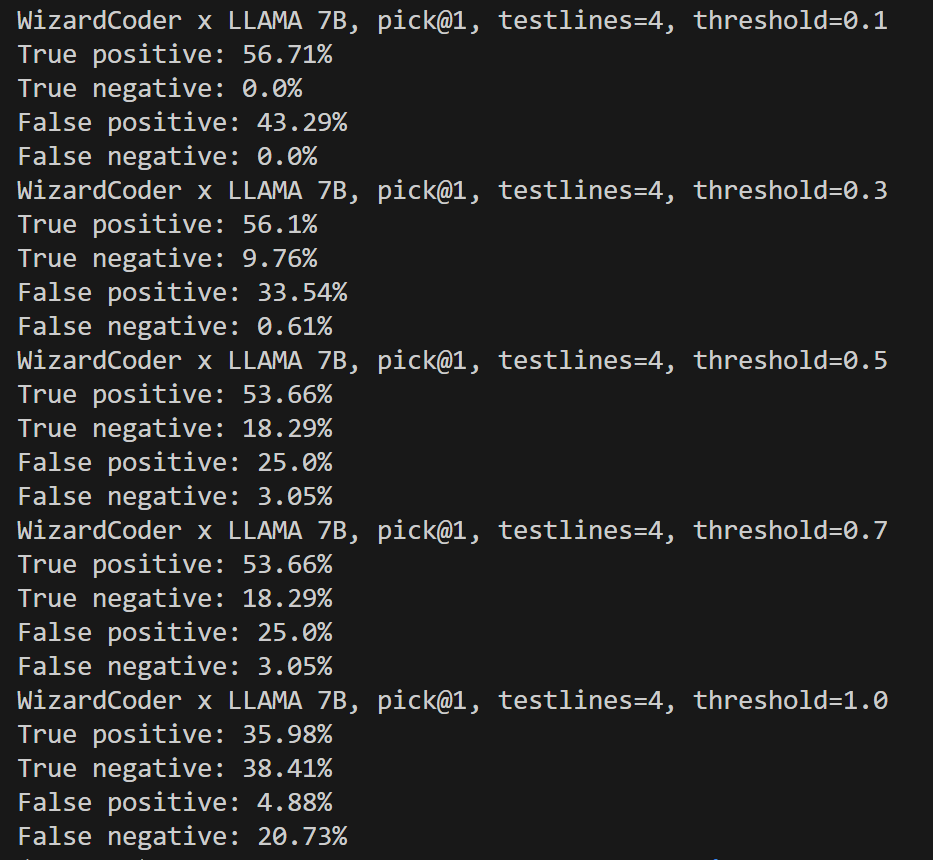 WizardCoder x LLAMA 7B, pick@1, testlines=4, threshold=0.1
True positive: 56.71%
True negative: 0.0%
False positive: 43.29%
False negative: 0.0%
WizardCoder x LLAMA 7B, pick@1, testlines=4, threshold=0.3
True positive: 56.1%
True negative: 9.76%
False positive: 33.54%
False negative: 0.61%
WizardCoder x LLAMA 7B, pick@1, testlines=4, threshold=0.5
True positive: 53.66%
True negative: 18.29%
False positive: 25.0%
False negative: 3.05%
WizardCoder x LLAMA 7B, pick@1, testlines=4, threshold=0.7
True positive: 53.66%
True negative: 18.29%
False positive: 25.0%
False negative: 3.05%
WizardCoder x LLAMA 7B, pick@1, testlines=4, threshold=1.0
True positive: 35.98%
True negative: 38.41%
False positive: 4.88%
False negative: 20.73%